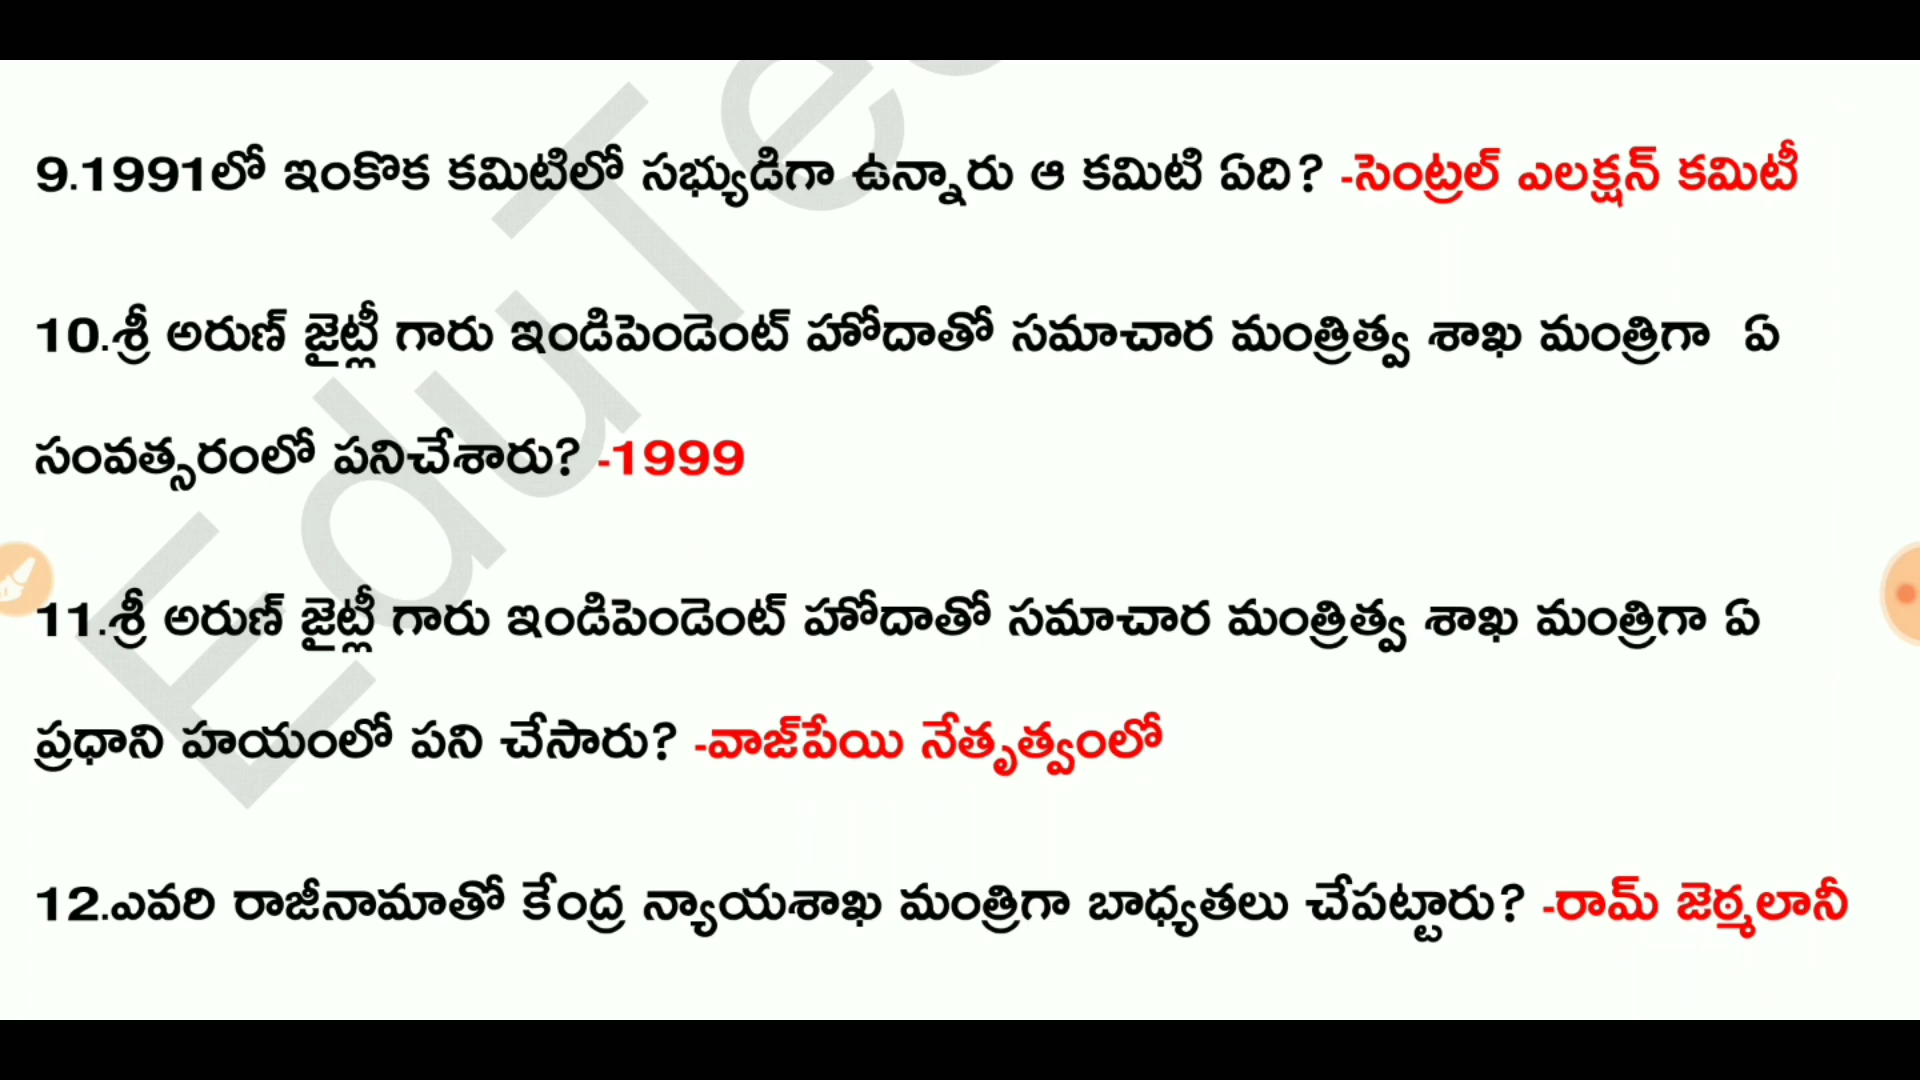 9.1991లో ఇంకొక కమిటిలో సభ్యుడిగా ఉన్నారు ఆ కమిటి ఏది? -సెంట్రల్ ఎలక్షన్ కమిటీ
10.శ్రీ అరుణ్ జైట్లీ గారు ఇండిపెండెంట్ హోదాతో సమాచార మంత్రిత్వ శాఖ మంత్రిగా ఏ
సంవత్సరంలో పనిచేశారు? -1999
11.శ్రీ అరుణ్ జైట్లీ గారు ఇండిపెండెంట్ హోదాతో సమాచార మంత్రిత్వ శాఖ మంత్రిగా ఏ
ప్రధాని హయంలో పని చేసారు? -వాజ్‌పేయి నేతృత్వంలో
12.ఎవరి రాజీనామాతో కేంద్ర న్యాయశాఖ మంత్రిగా బాధ్యతలు చేపట్టారు? -రామ్ జెఠ్మలానీ